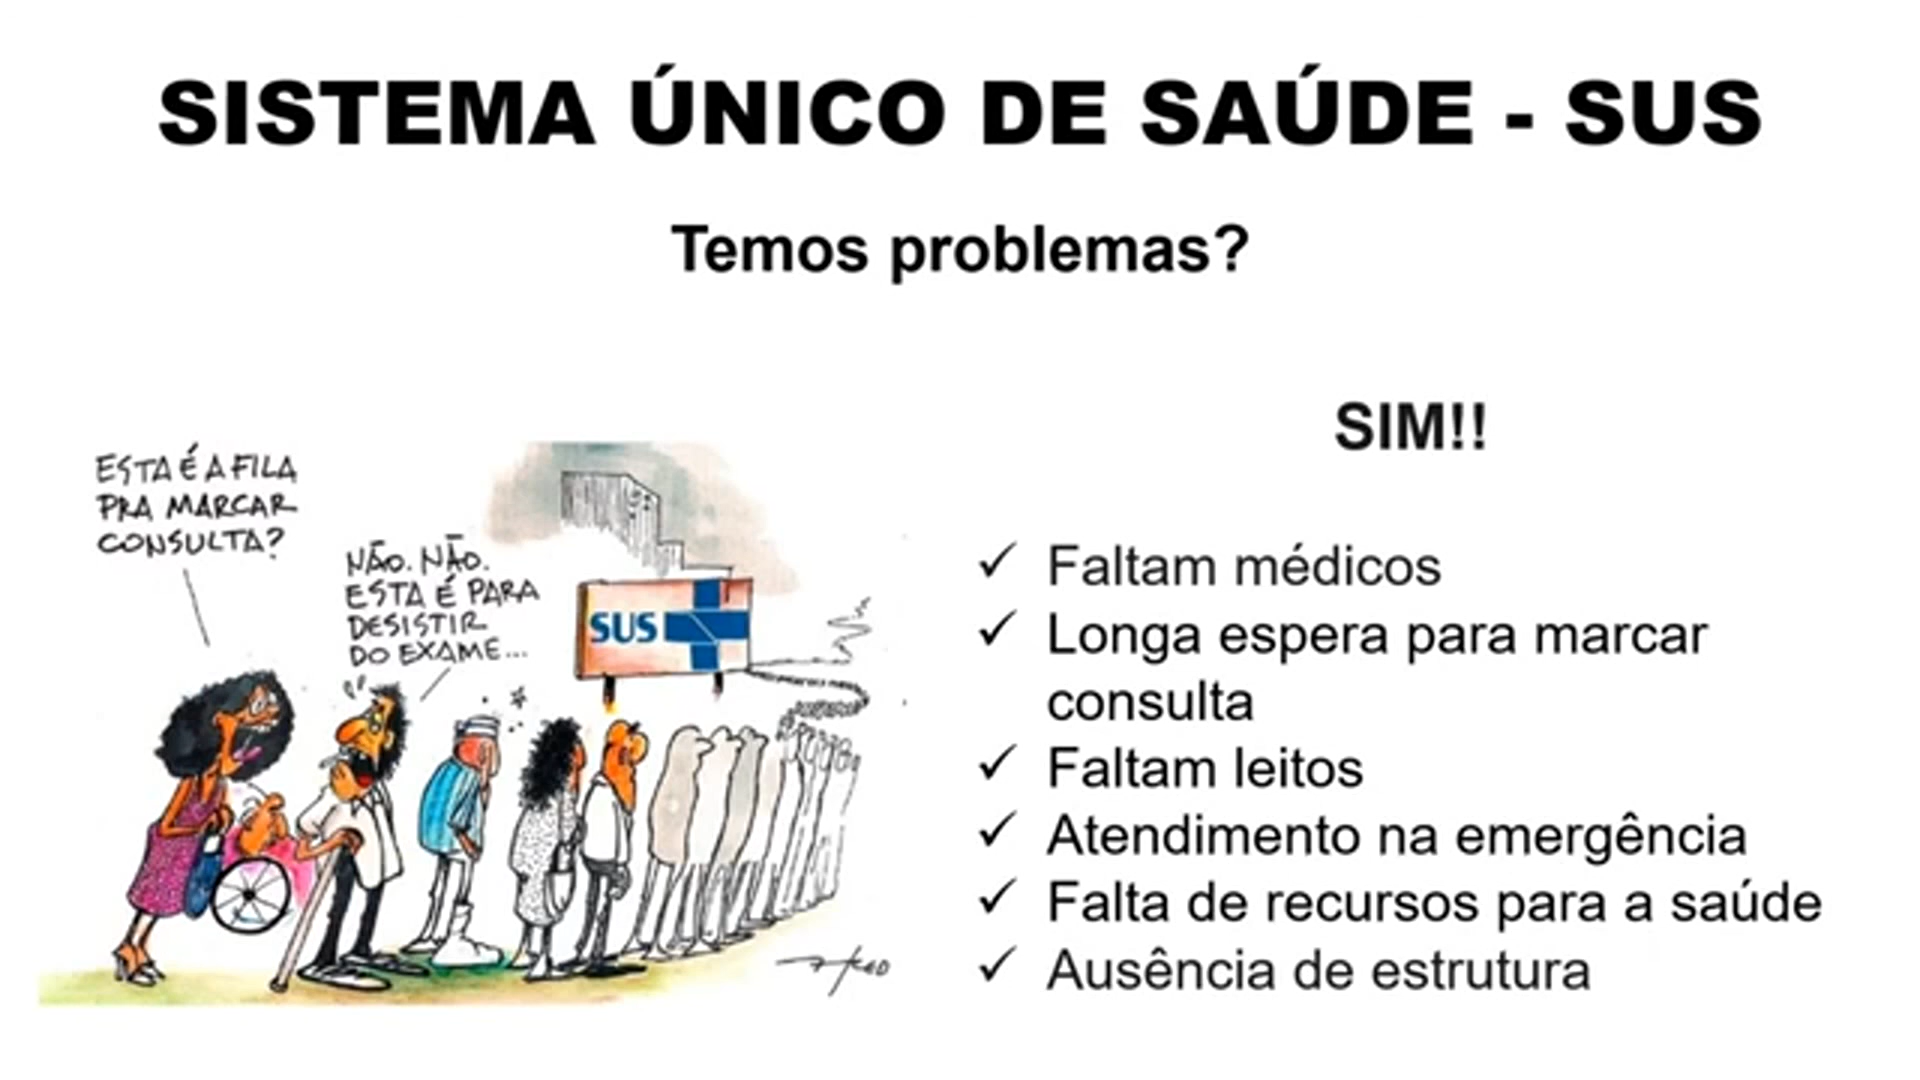 SISTEMA ÚNICO DE SAÚDE - SUS
Temos problemas?
SIM!!
ESTA É A FILA
PRA MARCAR
CONSULTA?
NÃO. NÃO.
ESTA É PARA
DESISTIR
DO EXAME...
SUS
Faltam médicos
Longa espera para marcar
consulta
Faltam leitos
Atendimento na emergência
Falta de recursos para a saúde
Ausência de estrutura